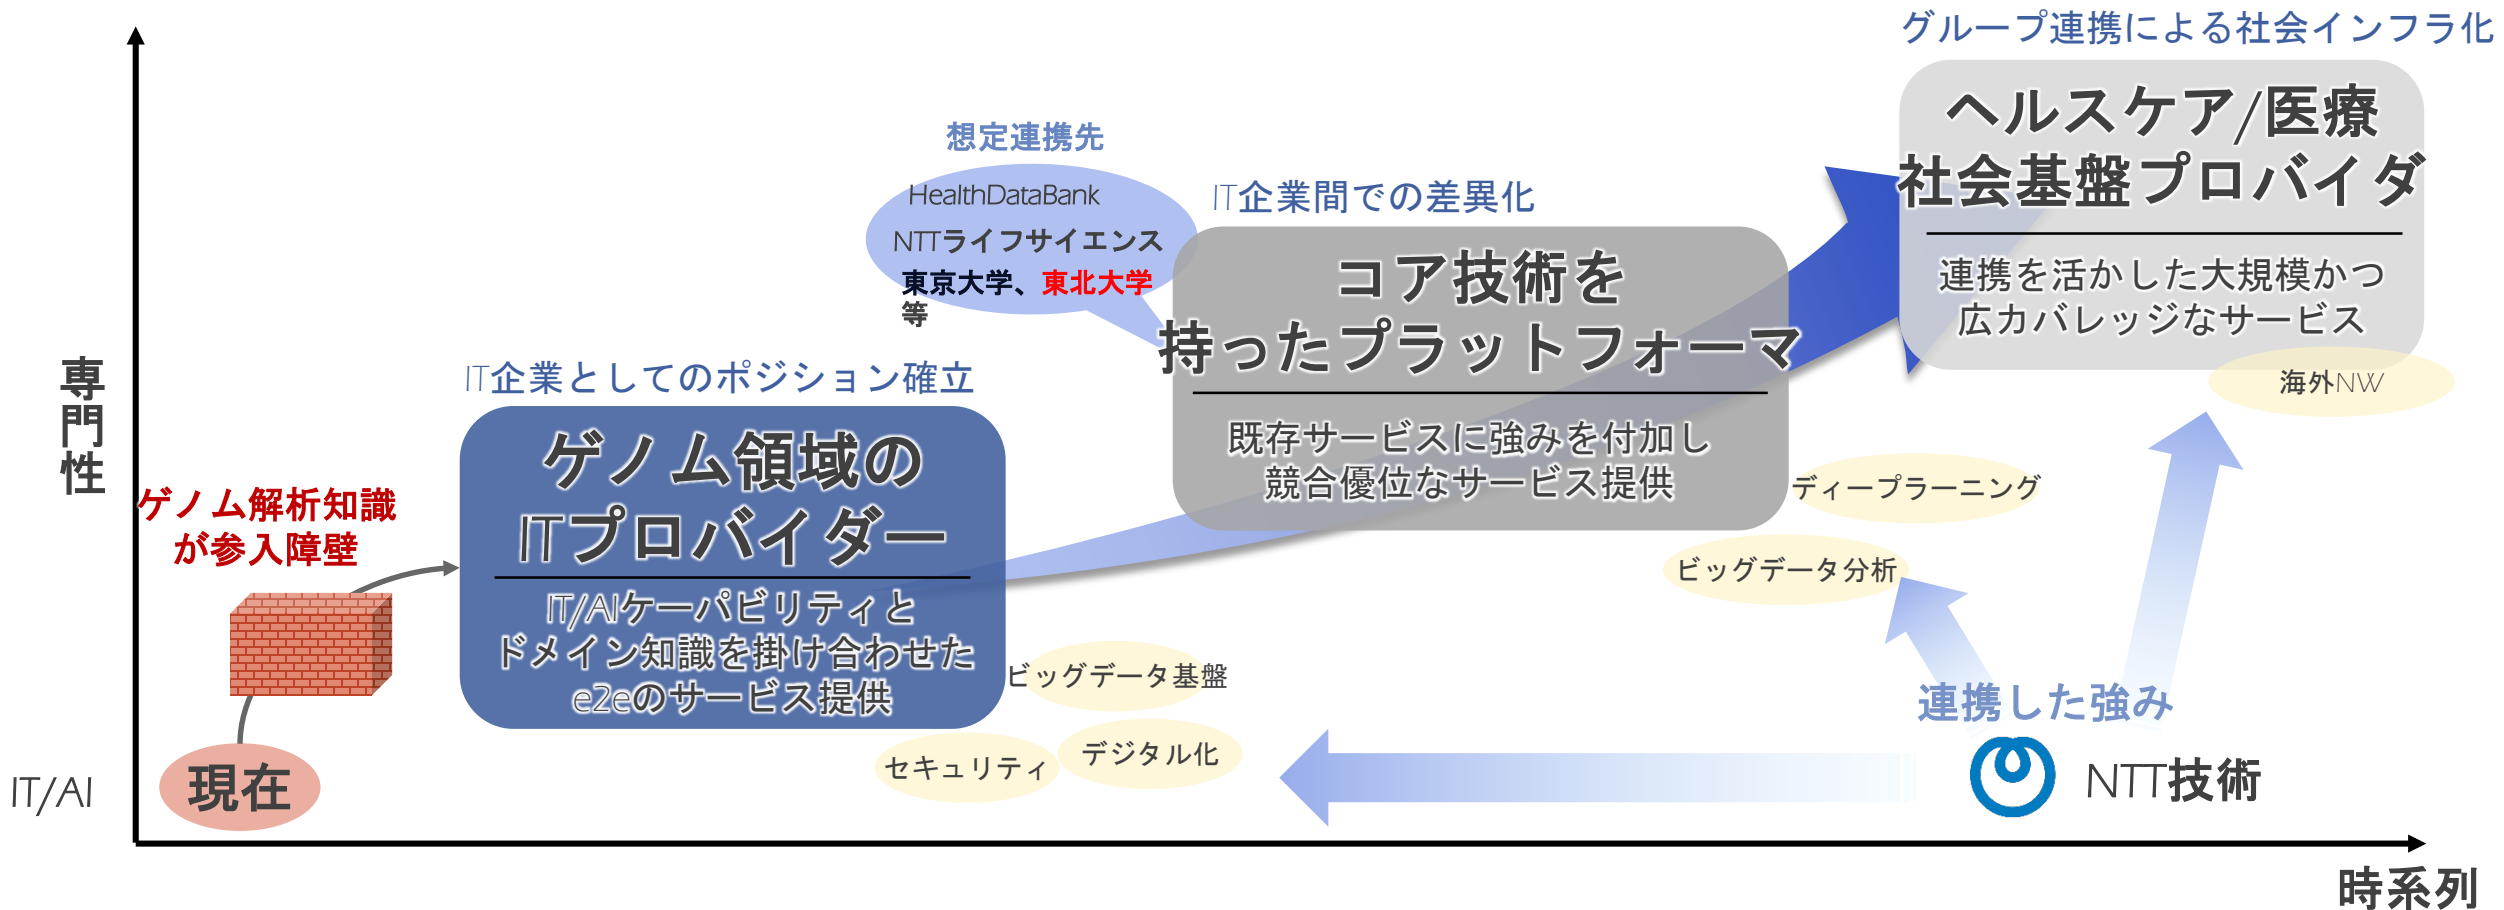 グループ連携による社会インフラ化
ヘルスケア/医療
社会基盤プロバイダ
連携を活かした大規模かつ
広カバレッジなサービス
海外NW
想定連携先
HealthDataBank
NTTライフサイエンス
東京大学、東北大学
等
IT企業間での差異化
コア技術を
持ったプラットフォーマ
既存サービスに強みを付加し
競合優位なサービス提供
ディープラーニング
ビッグデータ分析
IT企業としてのポジション確立
ゲノム領域の
ITプロバイダー
IT/AIケーパビリティと
ドメイン知識を掛け合わせた
e2eのサービス提供
ビッグデータ基盤
セキュリティ
デジタル化
専門性
ゲノム解析知識
が参入障壁
現在
IT/AI
連携した強み
NTT技術
時系列